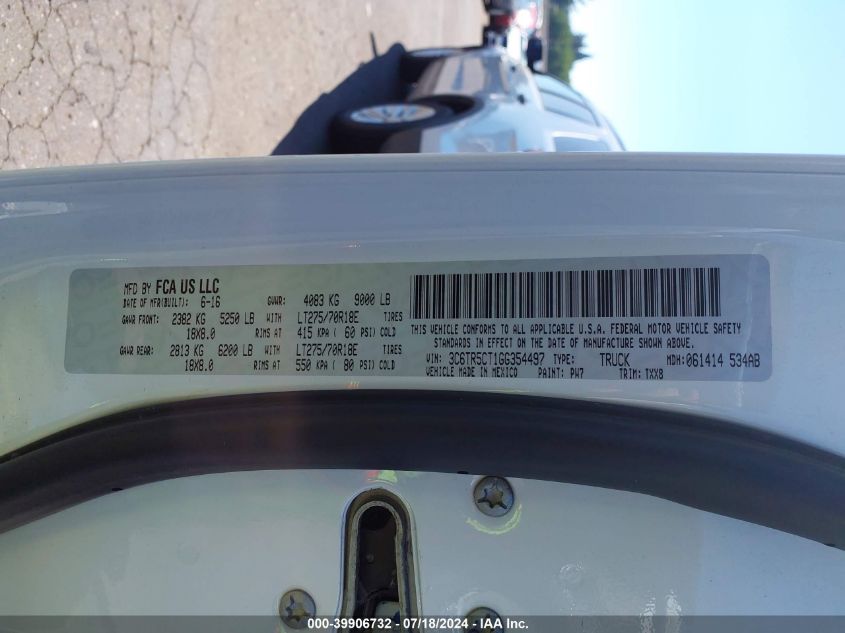 MFD BY FCA US LLC
DATE OF MFR(BUILT): 6-16 GVWR: 4083 KG 9000 LB
GAWR FRONT: 2382 KG 5250 LB WITH LT275/70R18E TIRES
18X8.0 RIMS AT 415 KPA ( 60 PSI) COLD
GAWR REAR: 2813 KG 6200 LB WITH LT275/70R18E TIRES
18X8.0 RIMS AT 550 KPA ( 80 PSI) COLD
THIS VEHICLE CONFORMS TO ALL APPLICABLE U.S.A. FEDERAL MOTOR VEHICLE SAFETY
STANDARDS IN EFFECT ON THE DATE OF MANUFACTURE SHOWN ABOVE.
VIN: 3C6TR5CT1GG354497 TYPE: TRUCK MDH: 061414 534AB
VEHICLE MADE IN MEXICO PAINT: PW7 TRIM: TXX8
000-39906732 / 07/18/2024 - IAA Inc.